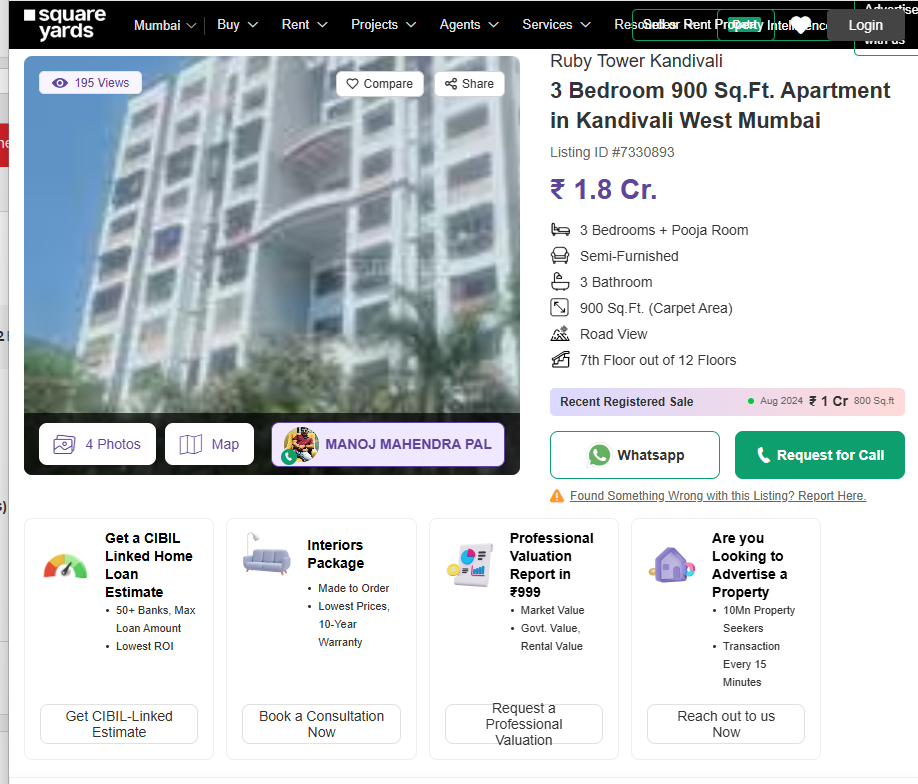 square
yards
Mumbai
Buy
Rent
Projects
Agents
Services
Login
195 Views
Compare
Share
4 Photos
Map
MANOJ MAHENDRA PAL
Ruby Tower Kandivali
3 Bedroom 900 Sq.Ft. Apartment
in Kandivali West Mumbai
Listing ID #7330893
₹ 1.8 Cr.
3 Bedrooms + Pooja Room
Semi-Furnished
3 Bathroom
900 Sq.Ft. (Carpet Area)
Road View
7th Floor out of 12 Floors
Recent Registered Sale
Aug 2024 ₹ 1 Cr 800 Sq.ft
Whatsapp
Request for Call
Found Something Wrong with this Listing? Report Here.
Get a CIBIL
Linked Home
Loan
Estimate
• 50+ Banks, Max
Loan Amount
• Lowest ROI
Get CIBIL-Linked
Estimate
Interiors
Package
• Made to Order
• Lowest Prices,
10-Year
Warranty
Book a Consultation
Now
Professional
Valuation
Report in
₹999
• Market Value
• Govt. Value,
Rental Value
Request a
Professional
Valuation
Are you
Looking to
Advertise a
Property
• 10Mn Property
Seekers
• Transaction
Every 15
Minutes
Reach out to us
Now